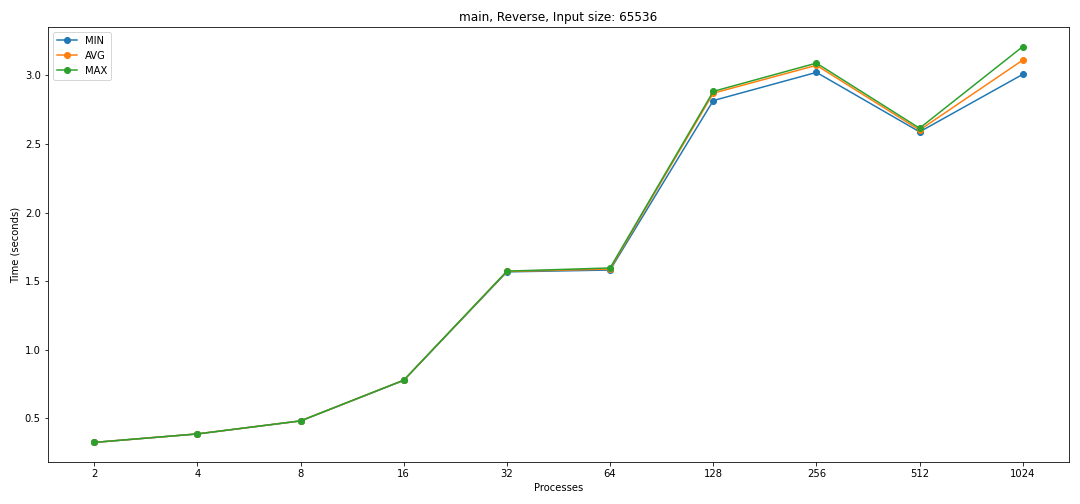 main, Reverse, Input size: 65536
MIN
AVG
MAX
Time (seconds)
3.0
2.5
2.0
1.5
1.0
0.5
2 4 8 16 32 64 128 256 512 1024
Processes